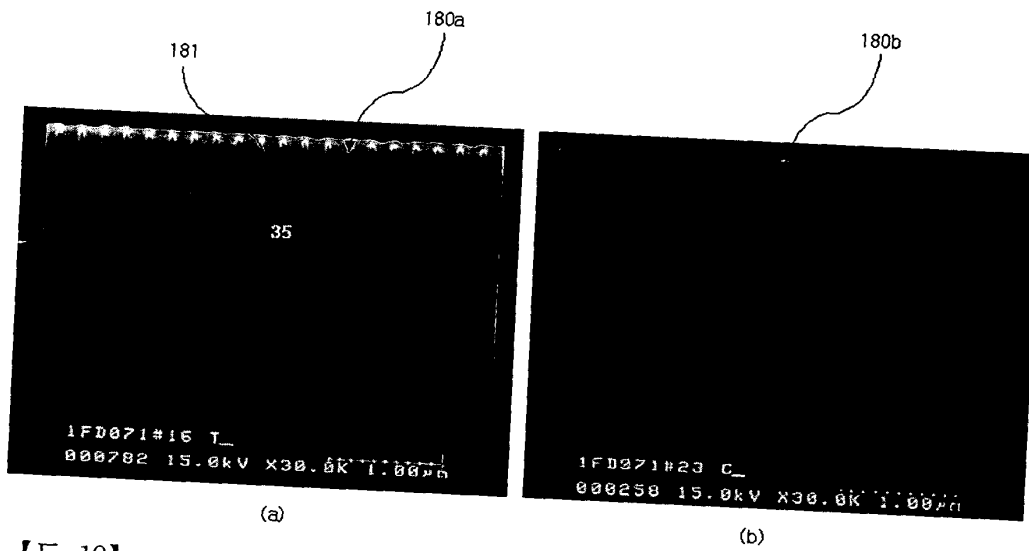 180a
181
180b
35
1FD071#16 T_
000782 15.0kV X30.0K 1.00μm
1FD071#23 C_
000258 15.0kV X30.0K 1.00μm
(a)
(b)